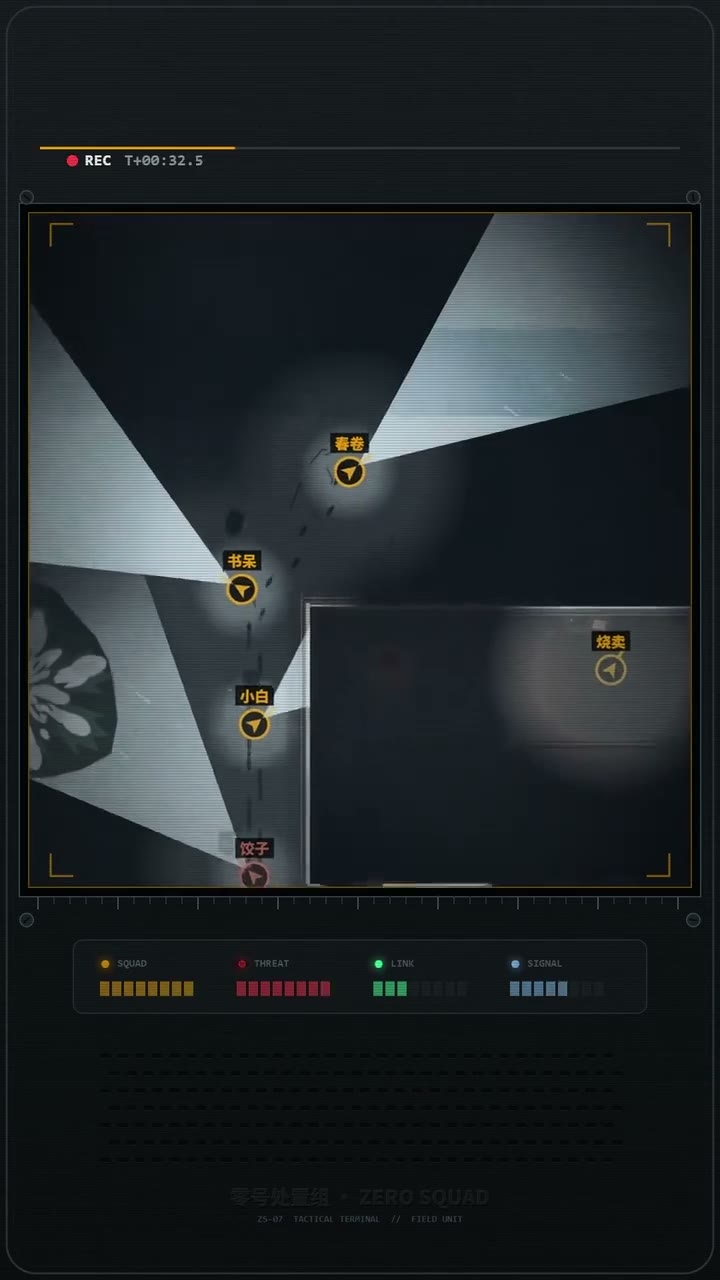 REC T+00:32.5
春卷
书呆
烧卖
小白
饺子
SQUAD THREAT LINK SIGNAL
零号处置组 · ZERO SQUAD
ZS-07 TACTICAL TERMINAL // FIELD UNIT